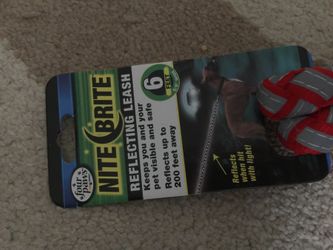 four
paws
NITE BRITE
REFLECTING LEASH
Keeps you and your
pet visible and safe
Reflects up to
200 feet away
6
FEET
Reflects
when hit
with light!